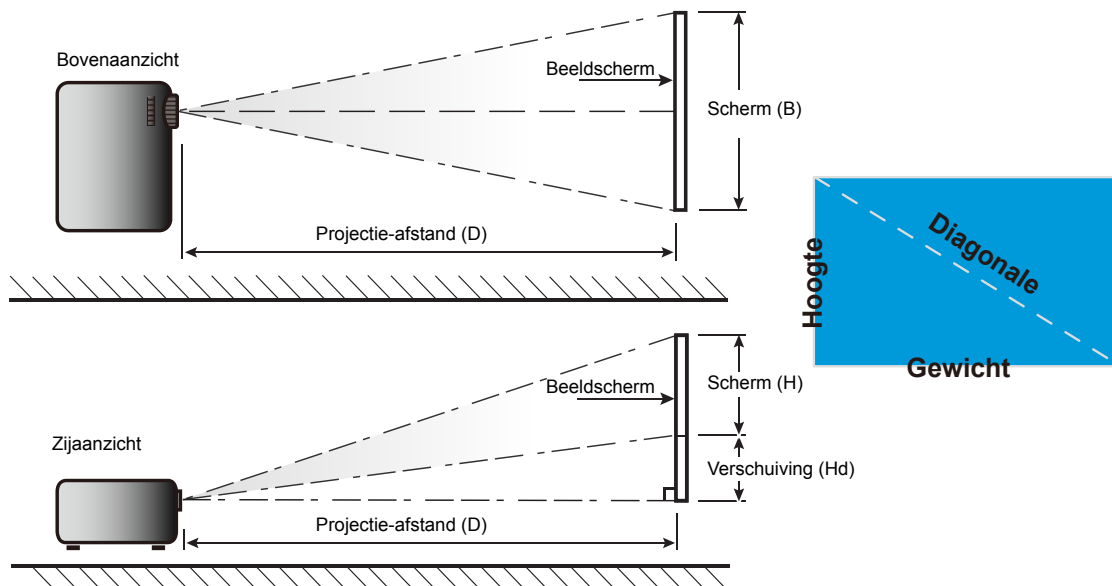 Bovenaanzicht
Beeldscherm
Scherm (B)
Projectie-afstand (D)
Hoogte
Diagonale
Gewicht
Zijaanzicht
Beeldscherm
Scherm (H)
Verschuiving (Hd)
Projectie-afstand (D)